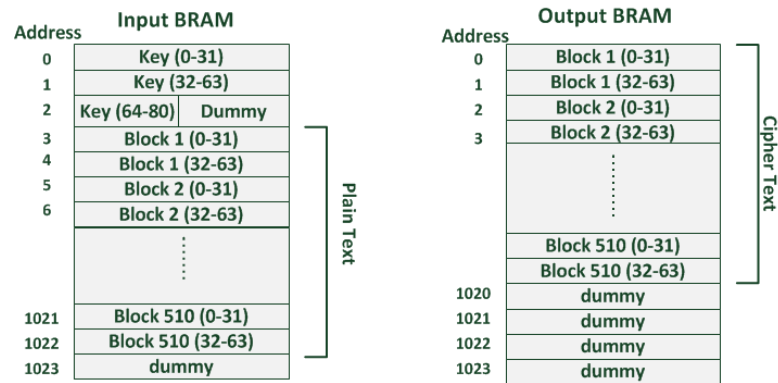 Input BRAM
Address
0 Key (0-31)
1 Key (32-63)
2 Key (64-80) Dummy
3 Block 1 (0-31)
4 Block 1 (32-63)
5 Block 2 (0-31)
6 Block 2 (32-63)
1021 Block 510 (0-31)
1022 Block 510 (32-63)
1023 dummy
Plain Text
Output BRAM
Address
0 Block 1 (0-31)
1 Block 1 (32-63)
2 Block 2 (0-31)
3 Block 2 (32-63)
Block 510 (0-31)
Block 510 (32-63)
1020 dummy
1021 dummy
1022 dummy
1023 dummy
Cipher Text